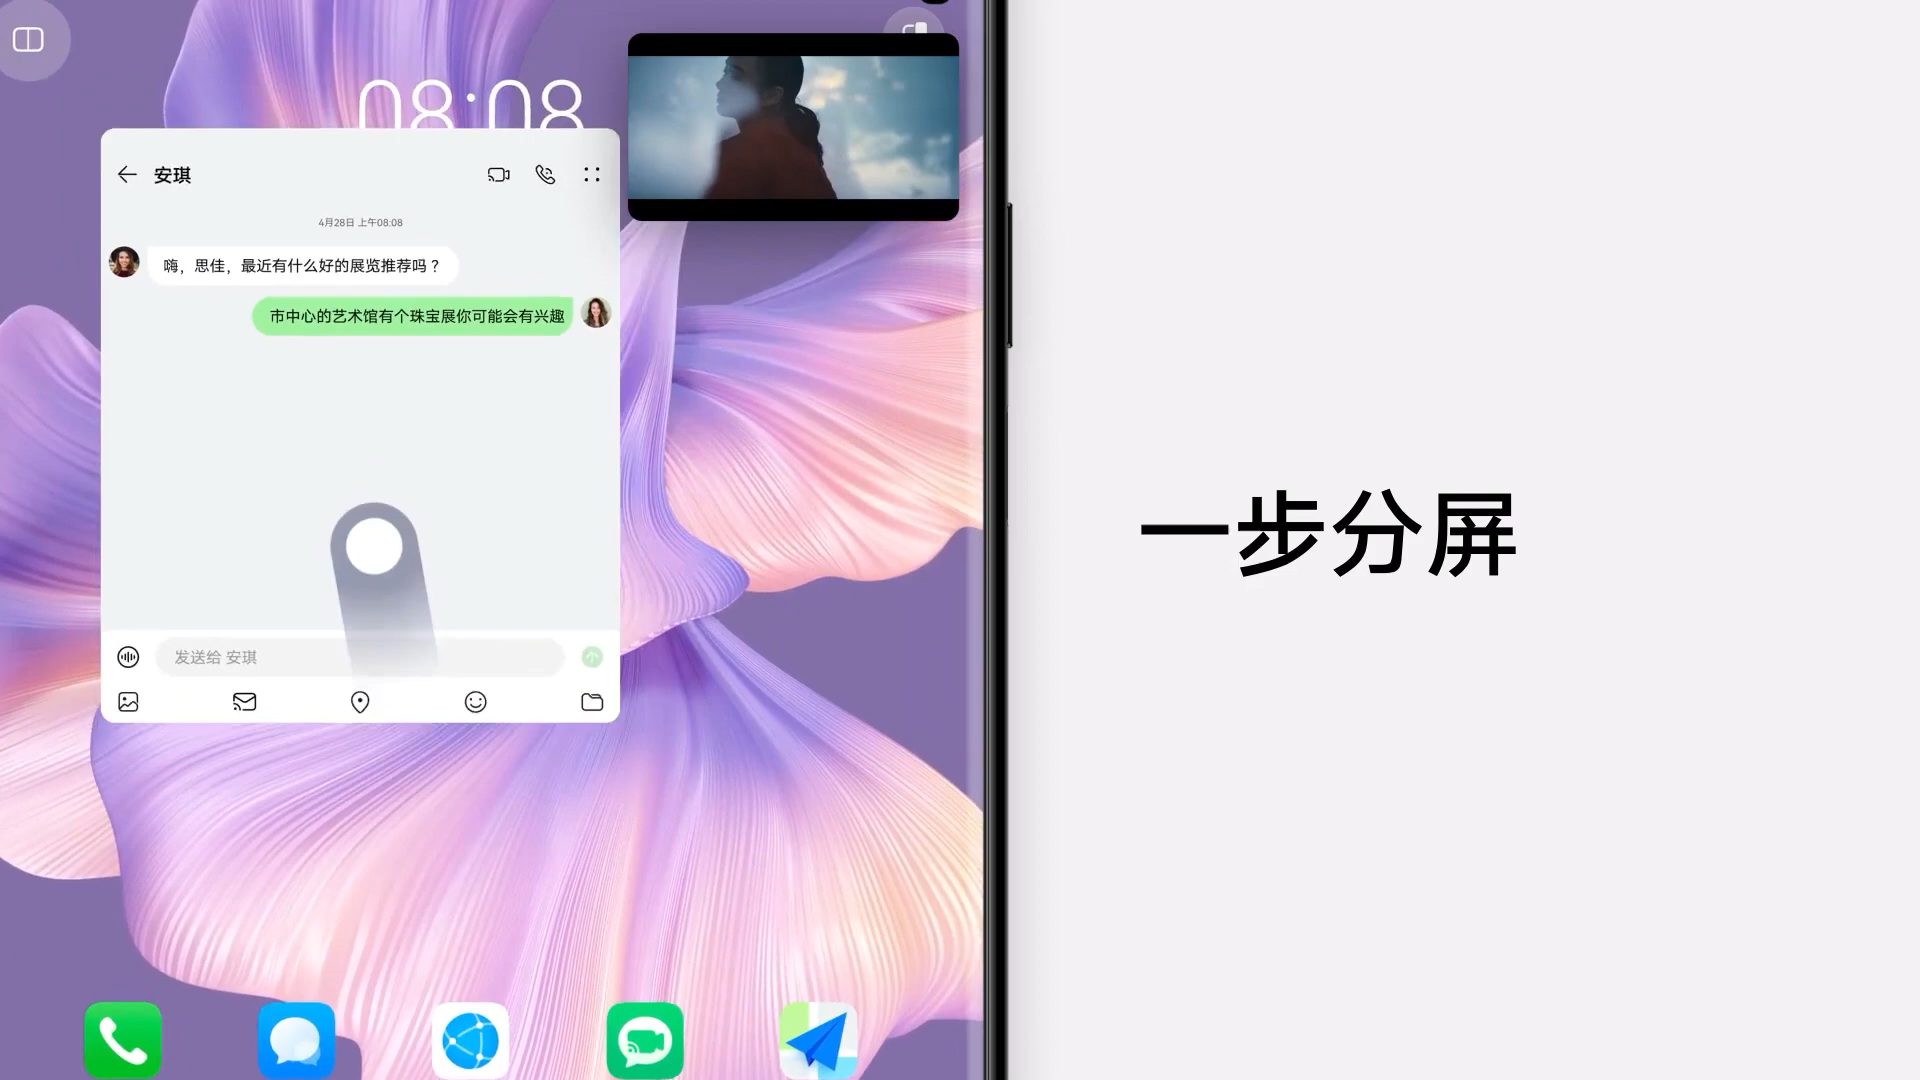 08:08
安琪
4月28日 上午08:08
嗨，思佳，最近有什么好的展览推荐吗？
市中心的艺术馆有个珠宝展你可能会有兴趣
发送给 安琪
一步分屏